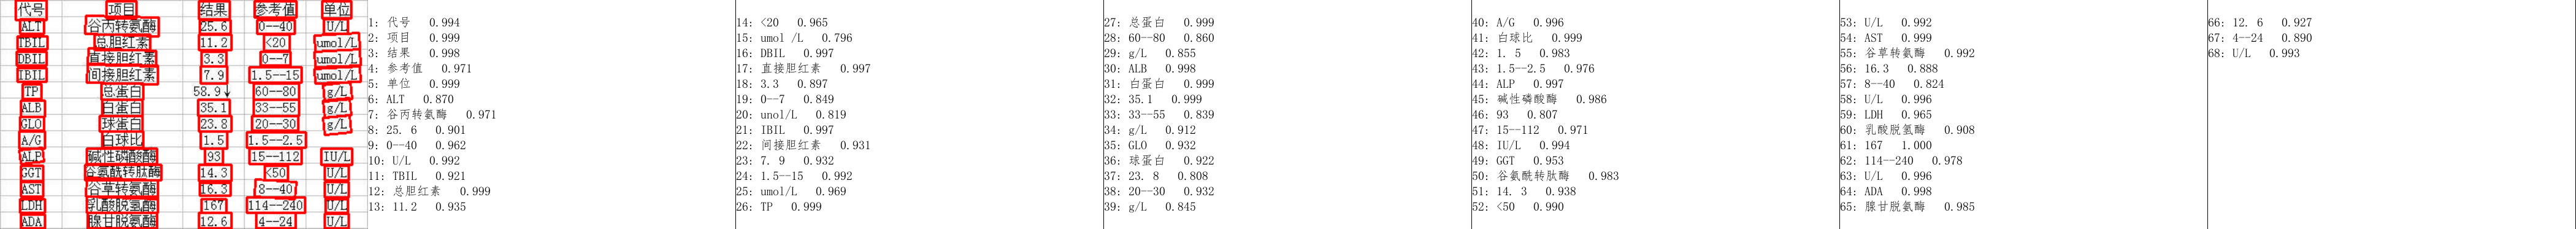 代号 项目 结果 参考值 单位
ALT 谷丙转氨酶 25.6 0--40 U/L
TBIL 总胆红素 11.2 <20 umol/L
DBIL 直接胆红素 3.3 0--7 umol/L
IBIL 间接胆红素 7.9 1.5--15 umol/L
TP 总蛋白 58.9↓ 60--80 g/L
ALB 白蛋白 35.1 33--55 g/L
GLO 球蛋白 23.8 20--30 g/L
A/G 白球比 1.5 1.5--2.5
ALP 碱性磷酸酶 93 15--112 IU/L
GGT 谷氨酰转肽酶 14.3 <50 U/L
AST 谷草转氨酶 16.3 8--40 U/L
LDH 乳酸脱氢酶 167 114--240 U/L
ADA 腺甘脱氨酶 12.6 4--24 U/L
1: 代号 0.994
2: 项目 0.999
3: 结果 0.998
4: 参考值 0.971
5: 单位 0.999
6: ALT 0.870
7: 谷丙转氨酶 0.971
8: 25. 6 0.901
9: 0--40 0.962
10: U/L 0.992
11: TBIL 0.921
12: 总胆红素 0.999
13: 11.2 0.935
14: <20 0.965
15: umol /L 0.796
16: DBIL 0.997
17: 直接胆红素 0.997
18: 3.3 0.897
19: 0--7 0.849
20: unol/L 0.819
21: IBIL 0.997
22: 间接胆红素 0.931
23: 7. 9 0.932
24: 1.5--15 0.992
25: umol/L 0.969
26: TP 0.999
27: 总蛋白 0.999
28: 60--80 0.860
29: g/L 0.855
30: ALB 0.998
31: 白蛋白 0.999
32: 35.1 0.999
33: 33--55 0.839
34: g/L 0.912
35: GLO 0.932
36: 球蛋白 0.922
37: 23. 8 0.808
38: 20--30 0.932
39: g/L 0.845
40: A/G 0.996
41: 白球比 0.999
42: 1. 5 0.983
43: 1.5--2.5 0.976
44: ALP 0.997
45: 碱性磷酸酶 0.986
46: 93 0.807
47: 15--112 0.971
48: IU/L 0.994
49: GGT 0.953
50: 谷氨酰转肽酶 0.983
51: 14. 3 0.938
52: <50 0.990
53: U/L 0.992
54: AST 0.999
55: 谷草转氨酶 0.992
56: 16.3 0.888
57: 8--40 0.824
58: U/L 0.996
59: LDH 0.965
60: 乳酸脱氢酶 0.908
61: 167 1.000
62: 114--240 0.978
63: U/L 0.996
64: ADA 0.998
65: 腺甘脱氨酶 0.985
66: 12. 6 0.927
67: 4--24 0.890
68: U/L 0.993